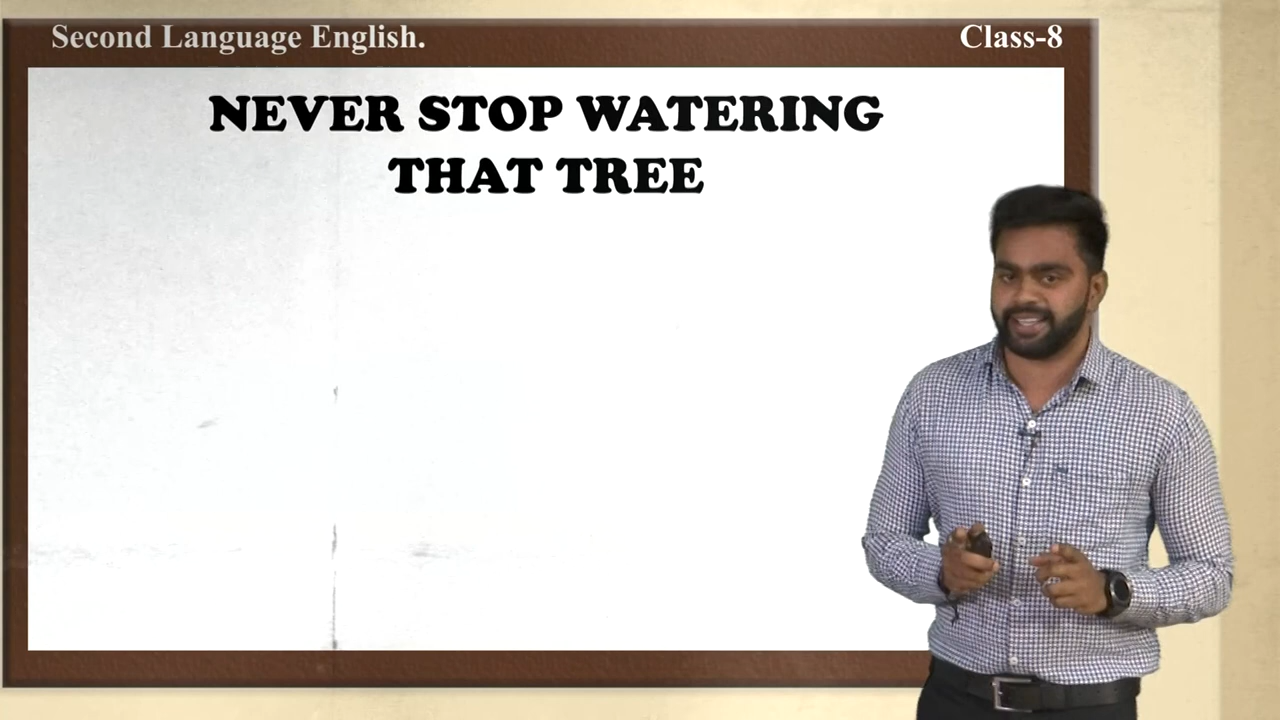 Second Language English.
Class-8
NEVER STOP WATERING
THAT TREE